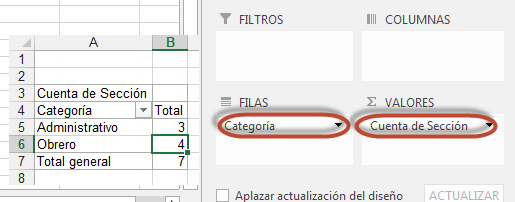 A B
1
2
3 Cuenta de Sección
4 Categoría Total
5 Administrativo 3
6 Obrero 4
7 Total general 7
8
FILTROS COLUMNAS
FILAS Σ VALORES
Categoría Cuenta de Sección
Aplazar actualización del diseño ACTUALIZAR